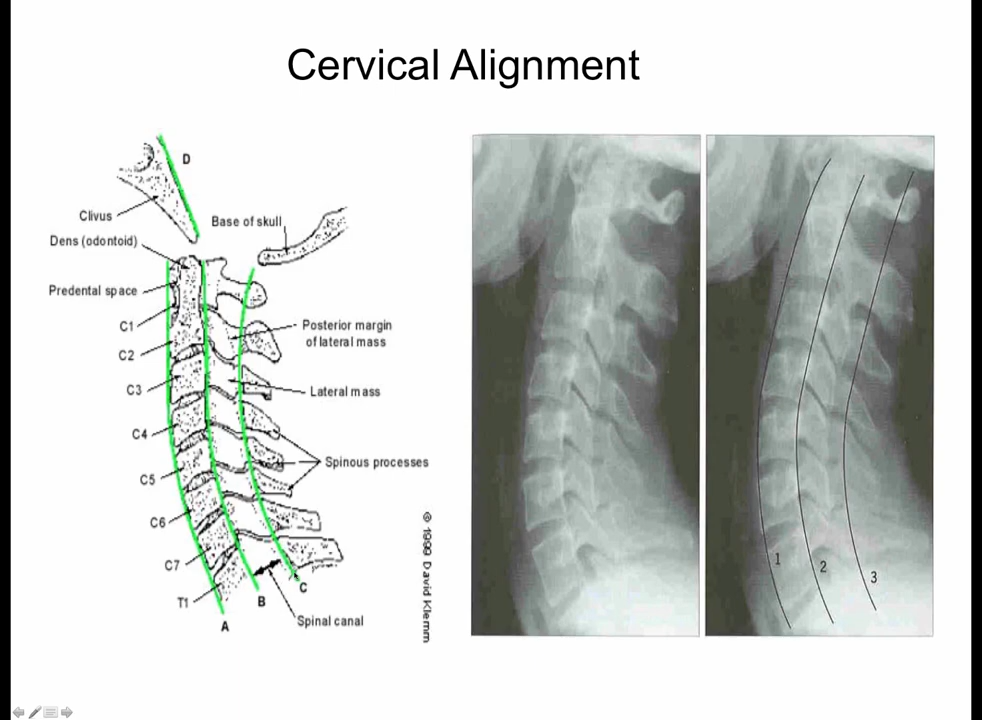 Cervical Alignment
D
Clivus
Base of skull
Dens (odontoid)
Predental space
C1
C2
C3
C4
C5
C6
C7
T1
Posterior margin
of lateral mass
Lateral mass
Spinous processes
A
B
C
Spinal canal
© 1999 David Klemm
1
2
3